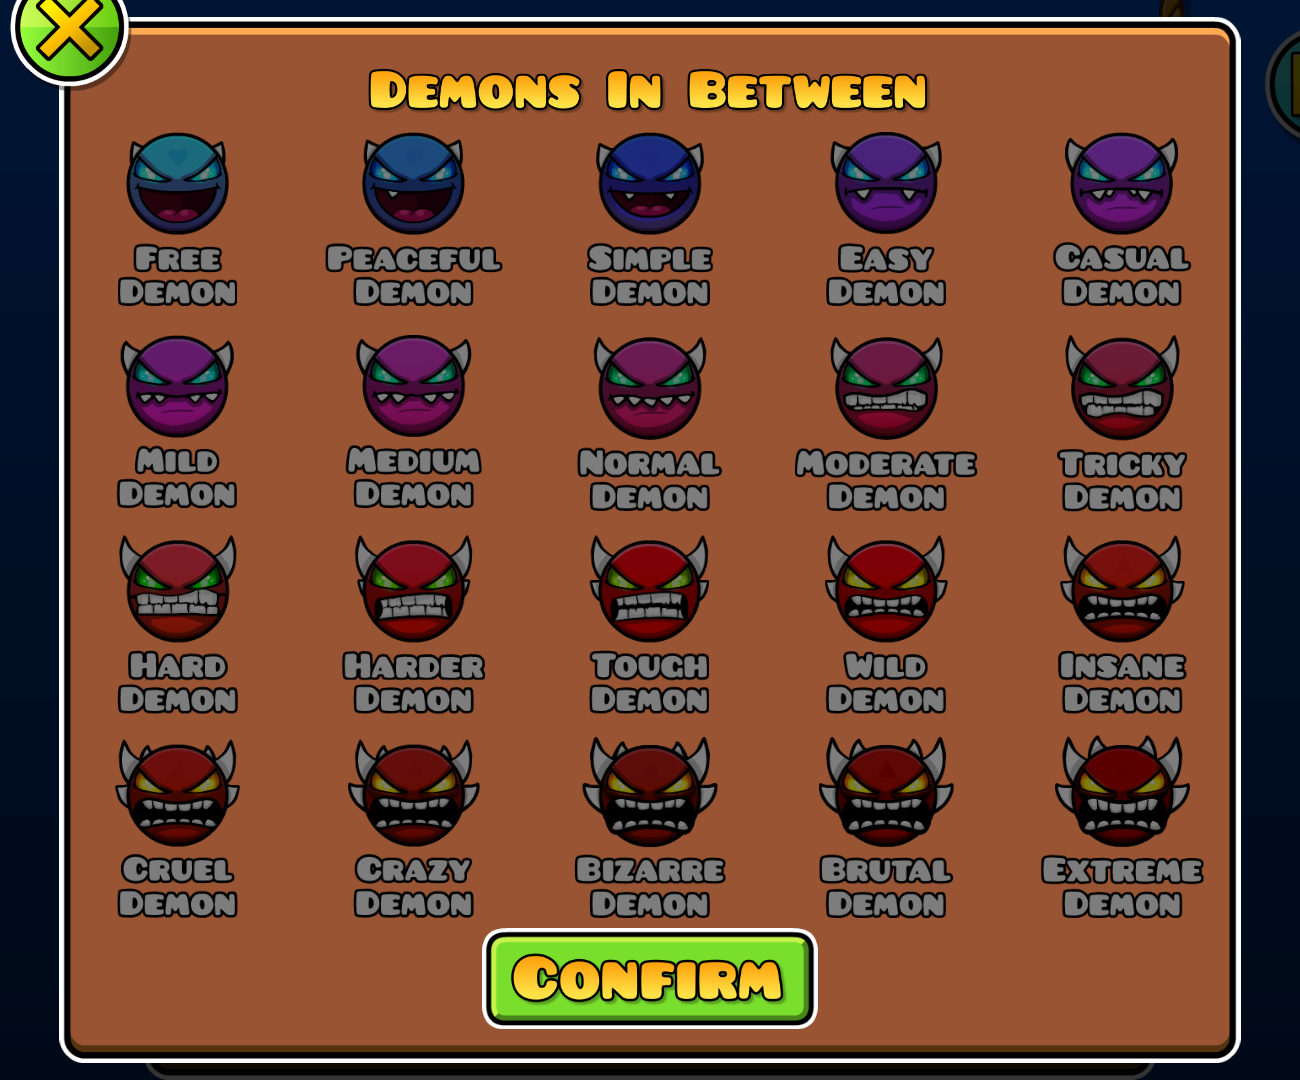 Demons In Between
Free Demon
Peaceful Demon
Simple Demon
Easy Demon
Casual Demon
Mild Demon
Medium Demon
Normal Demon
Moderate Demon
Tricky Demon
Hard Demon
Harder Demon
Tough Demon
Wild Demon
Insane Demon
Cruel Demon
Crazy Demon
Bizarre Demon
Brutal Demon
Extreme Demon
Confirm